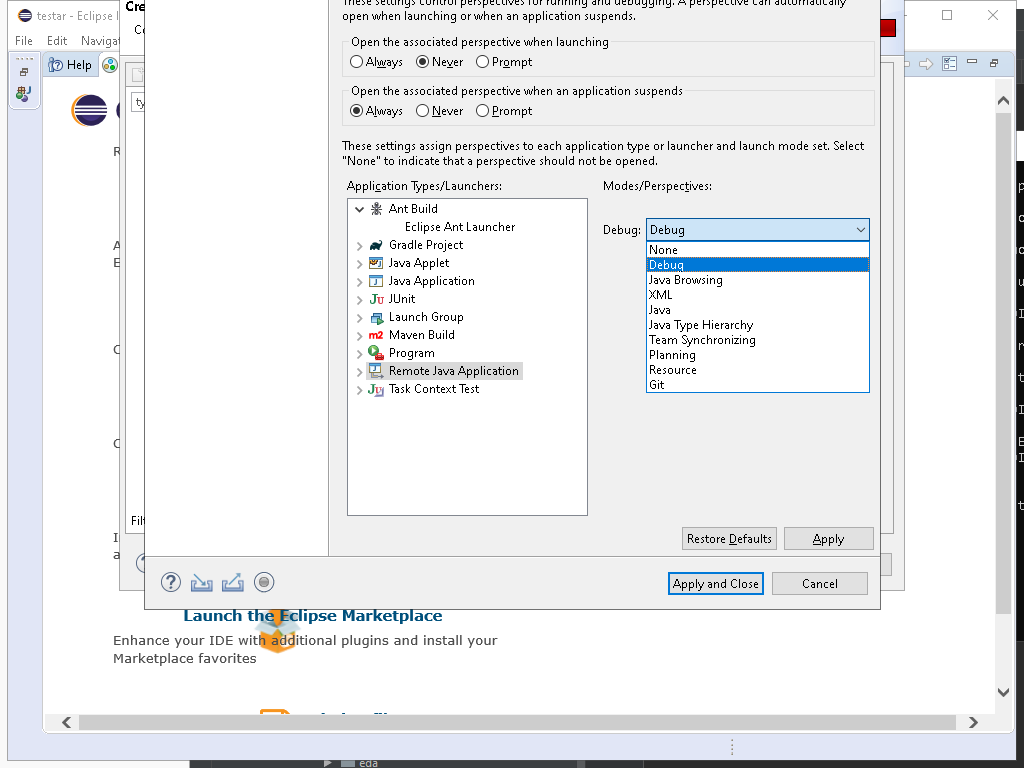 testar - Eclipse I
Cre
These settings control perspectives for running and debugging. A perspective can automatically
open when launching or when an application suspends.
File Edit Navigat
Help
Open the associated perspective when launching
Always Never Prompt
Open the associated perspective when an application suspends
Always Never Prompt
These settings assign perspectives to each application type or launcher and launch mode set. Select
"None" to indicate that a perspective should not be opened.
Application Types/Launchers:
Modes/Perspectives:
Ant Build
Eclipse Ant Launcher
Gradle Project
Java Applet
Java Application
JUnit
Launch Group
Maven Build
Program
Remote Java Application
Task Context Test
Debug: Debug
None
Debug
Java Browsing
XML
Java
Java Type Hierarchy
Team Synchronizing
Planning
Resource
Git
Restore Defaults Apply
Apply and Close Cancel
Launch the Eclipse Marketplace
Enhance your IDE with additional plugins and install your
Marketplace favorites
eda